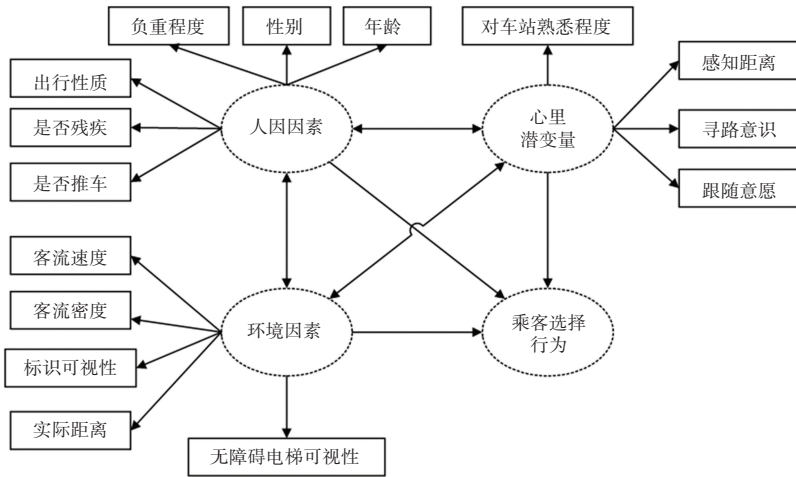 负重程度
性别
年龄
对车站熟悉程度
出行性质
是否残疾
是否推车
人因因素
心里
潜变量
感知距离
寻路意识
跟随意愿
客流速度
客流密度
标识可视性
实际距离
环境因素
乘客选择
行为
无障碍电梯可视性